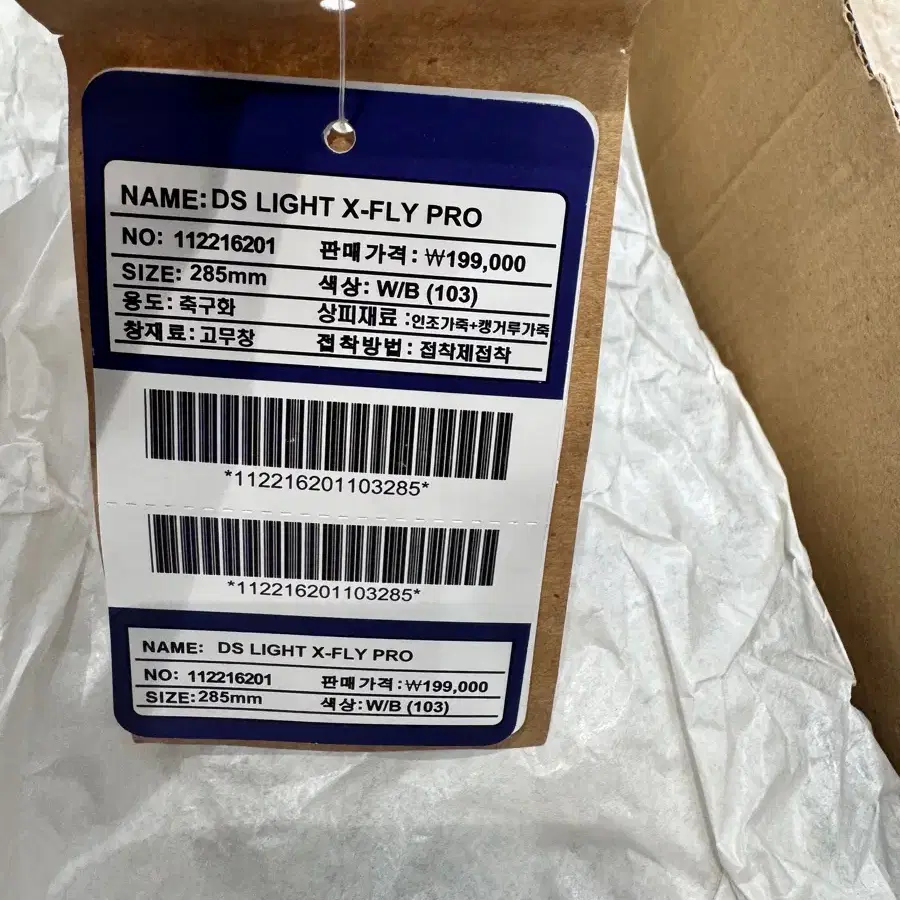 NAME: DS LIGHT X-FLY PRO
NO: 112216201 판매가격: ₩199,000
SIZE: 285mm 색상: W/B (103)
용도: 축구화 상피재료 :인조가죽+캥거루가죽
창재료: 고무창 접착방법: 접착제접착
*112216201103285*
*112216201103285*
NAME: DS LIGHT X-FLY PRO
NO: 112216201 판매가격:₩199,000
SIZE:285mm 색상:W/B (103)